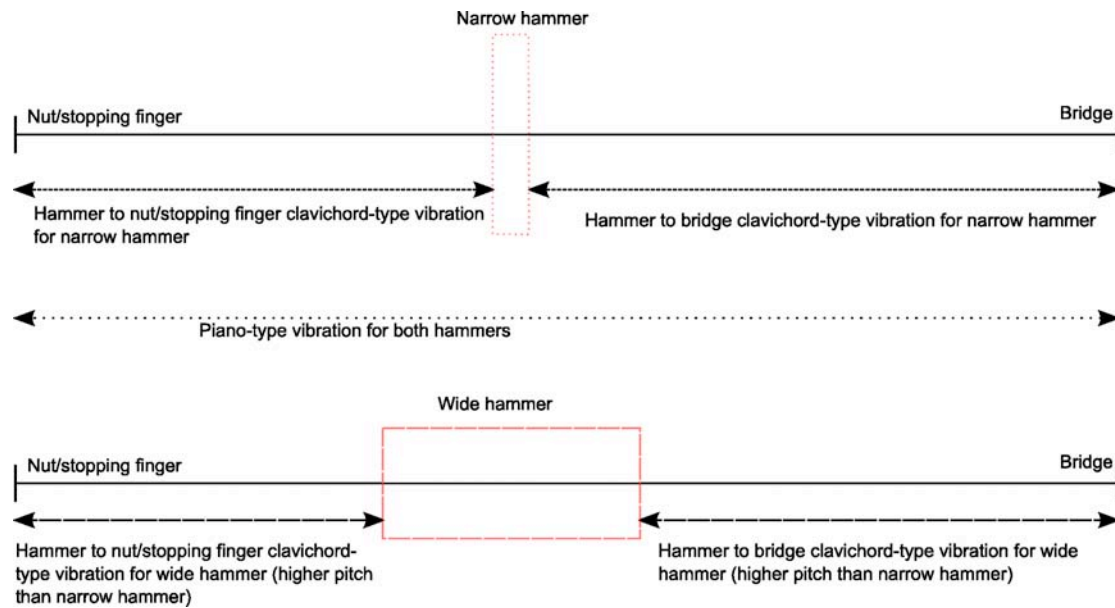 Narrow hammer
Nut/stopping finger
Bridge
Hammer to nut/stopping finger clavichord-type vibration
for narrow hammer
Hammer to bridge clavichord-type vibration for narrow hammer
Piano-type vibration for both hammers
Wide hammer
Nut/stopping finger
Bridge
Hammer to nut/stopping finger clavichord-
type vibration for wide hammer (higher pitch
than narrow hammer)
Hammer to bridge clavichord-type vibration for wide
hammer (higher pitch than narrow hammer)